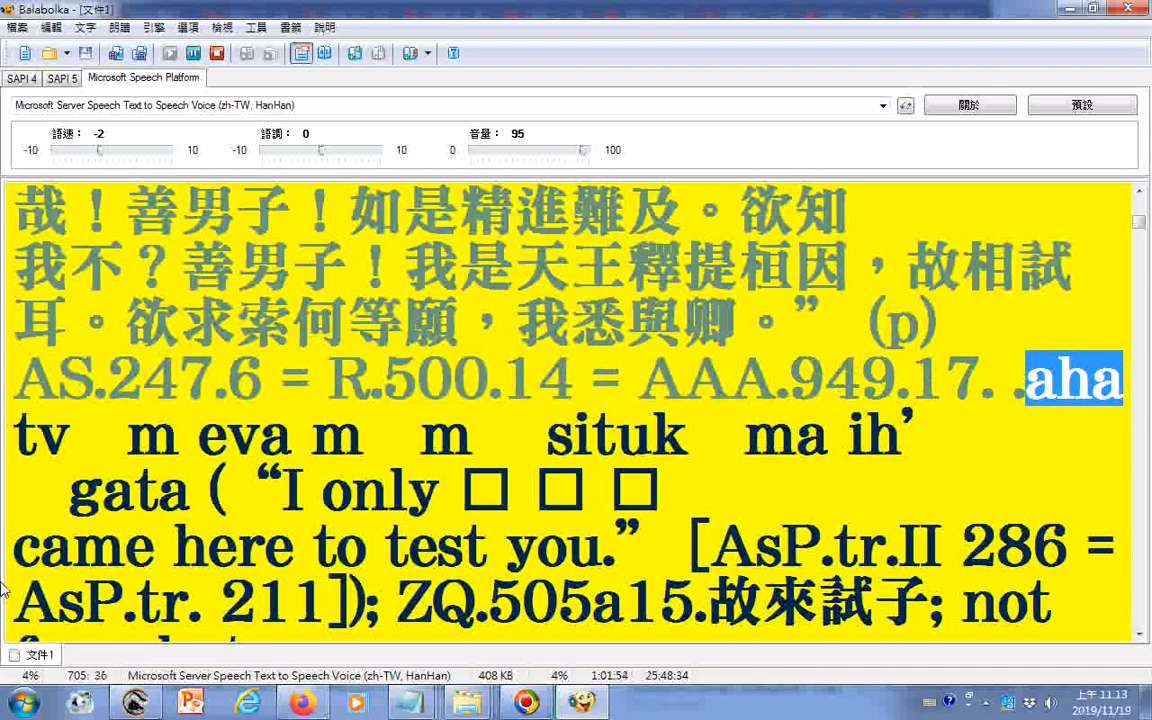 Balabolka - [文件1]
檔案 編輯 文字 朗讀 引擎 選項 檢視 工具 書籤 說明
SAPI 4 SAPI 5 Microsoft Speech Platform
Microsoft Server Speech Text to Speech Voice (zh-TW, HanHan) 關於 預設
語速： -2 語調： 0 音量： 95
-10 10 -10 10 0 100
哉！善男子！如是精進難及。欲知
我不？善男子！我是天王釋提桓因，故相試
耳。欲求索何等願，我悉與卿。” (p)
AS.247.6 = R.500.14 = AAA.949.17. .aha
tv m eva m m situk ma ih’
gata (“I only □ □ □
came here to test you.” [AsP.tr.II 286 =
AsP.tr. 211]); ZQ.505a15.故來試子; not
文件1
4% 705: 36 Microsoft Server Speech Text to Speech Voice (zh-TW, HanHan) 408 KB 4% 1:01:54 25:48:34
上午 11:13
2019/11/19